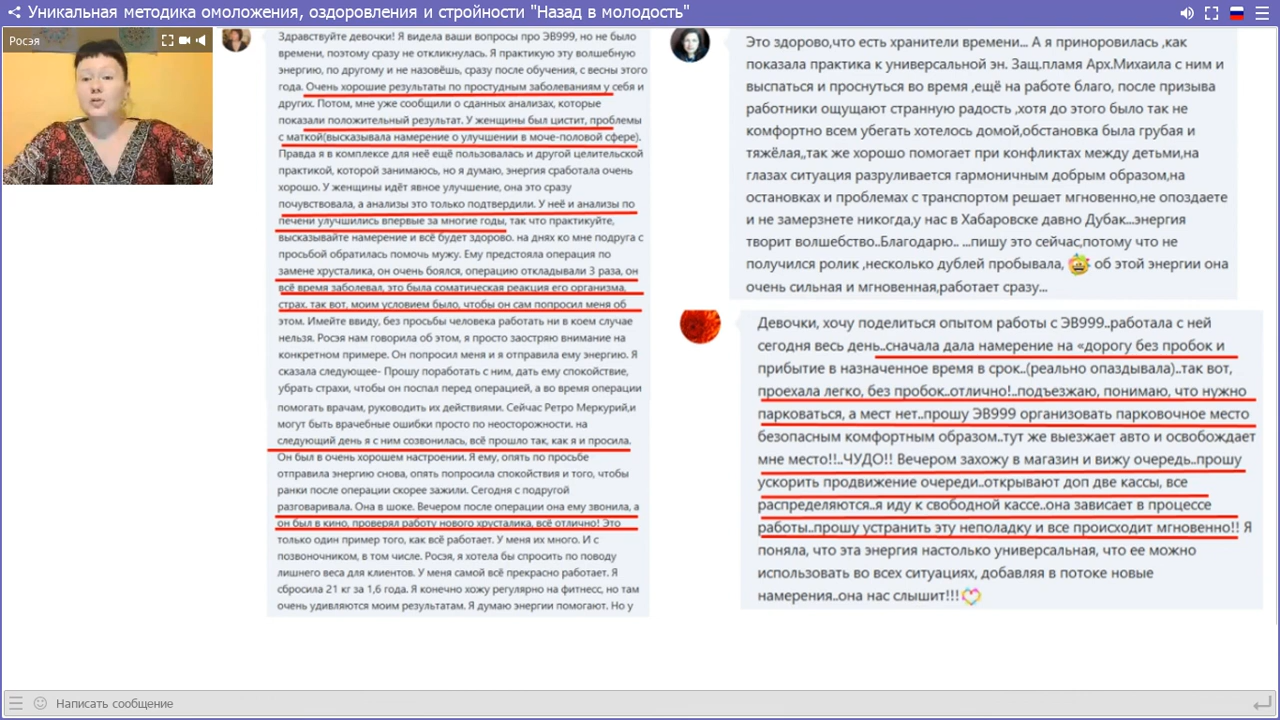 Уникальная методика омоложения, оздоровления и стройности "Назад в молодость"
Росэя
Здравствуйте девочки! Я видела ваши вопросы про ЭВ999, но не было
времени, поэтому сразу не откликнулась. Я практикую эту волшебную
энергию, по другому и не назовёшь, сразу после обучения, с весны этого
года. Очень хорошие результаты по простудным заболеваниям у себя и
других. Потом, мне уже сообщили о сданных анализах, которые
показали положительный результат. У женщины был цистит, проблемы
с маткой(высказывала намерение о улучшении в моче-половой сфере).
Правда я в комплексе для неё ещё пользовалась и другой целительской
практикой, которой занимаюсь, но я думаю, энергия сработала очень
хорошо. У женщины идёт явное улучшение, она это сразу
почувствовала, а анализы это только подтвердили. У неё и анализы по
печени улучшились впервые за многие годы, так что практикуйте,
высказывайте намерение и всё будет здорово. на днях ко мне подруга с
просьбой обратилась помочь мужу. Ему предстояла операция по
замене хрусталика, он очень боялся, операцию откладывали 3 раза, он
всё время заболевал, это была соматическая реакция его организма,
страх. так вот, моим условием было, чтобы он сам попросил меня об
этом. Имейте ввиду, без просьбы человека работать ни в коем случае
нельзя. Росэя нам говорила об этом, я просто заостряю внимание на
конкретном примере. Он попросил меня и я отправила ему энергию. Я
сказала следующее- Прошу поработать с ним, дать ему спокойствие,
убрать страхи, чтобы он поспал перед операцией, а во время операции
помогать врачам, руководить их действиями. Сейчас Ретро Меркурий,и
могут быть врачебные ошибки просто по неосторожности. на
следующий день я с ним созвонилась, всё прошло так, как я и просила.
Он был в очень хорошем настроении. Я ему, опять по просьбе
отправила энергию снова, опять попросила спокойствия и того, чтобы
ранки после операции скорее зажили. Сегодня с подругой
разговаривала. Она в шоке. Вечером после операции она ему звонила, а
он был в кино, проверял работу нового хрусталика, всё отлично! Это
только один пример того, как всё работает. У меня их много. И с
позвоночником, в том числе. Росэя, я хотела бы спросить по поводу
лишнего веса для клиентов. У меня самой всё прекрасно работает. Я
сбросила 21 кг за 1,6 года. Я конечно хожу регулярно на фитнесс, но там
очень удивляются моим результатам. Я думаю энергии помогают. Но у
Это здорово,что есть хранители времени... А я приноровилась ,как
показала практика к универсальной эн. Защ.пламя Арх.Михаила с ним и
выспаться и проснуться во время ,ещё на работе благо, после призыва
работники ощущают странную радость ,хотя до этого было так не
комфортно всем убегать хотелось домой,обстановка была грубая и
тяжёлая,,так же хорошо помогает при конфликтах между детьми,на
глазах ситуация разруливается гармоничным добрым образом,на
остановках и проблемах с транспортом решает мгновенно,не опоздаете
и не замёрзните никогда,у нас в Хабаровске давно Дубак...энергия
творит волшебство..Благодарю.. ...пишу это сейчас,потому что не
получился ролик ,несколько дублей пробывала, об этой энергии она
очень сильная и мгновенная,работает сразу...
Девочки, хочу поделиться опытом работы с ЭВ999..работала с ней
сегодня весь день..сначала дала намерение на «дорогу без пробок и
прибытие в назначенное время в срок..(реально опаздывала)..так вот,
проехала легко, без пробок..отлично!..подъезжаю, понимаю, что нужно
парковаться, а мест нет..прошу ЭВ999 организовать парковочное место
безопасным комфортным образом..тут же выезжает авто и освобождает
мне место!!..ЧУДО!! Вечером захожу в магазин и вижу очередь..прошу
ускорить продвижение очереди..открывают доп две кассы, все
распределяются..я иду к свободной кассе..она зависает в процессе
работы..прошу устранить эту неполадку и все происходит мгновенно!! Я
поняла, что эта энергия настолько универсальная, что ее можно
использовать во всех ситуациях, добавляя в потоке новые
намерения..она нас слышит!!!
Написать сообщение